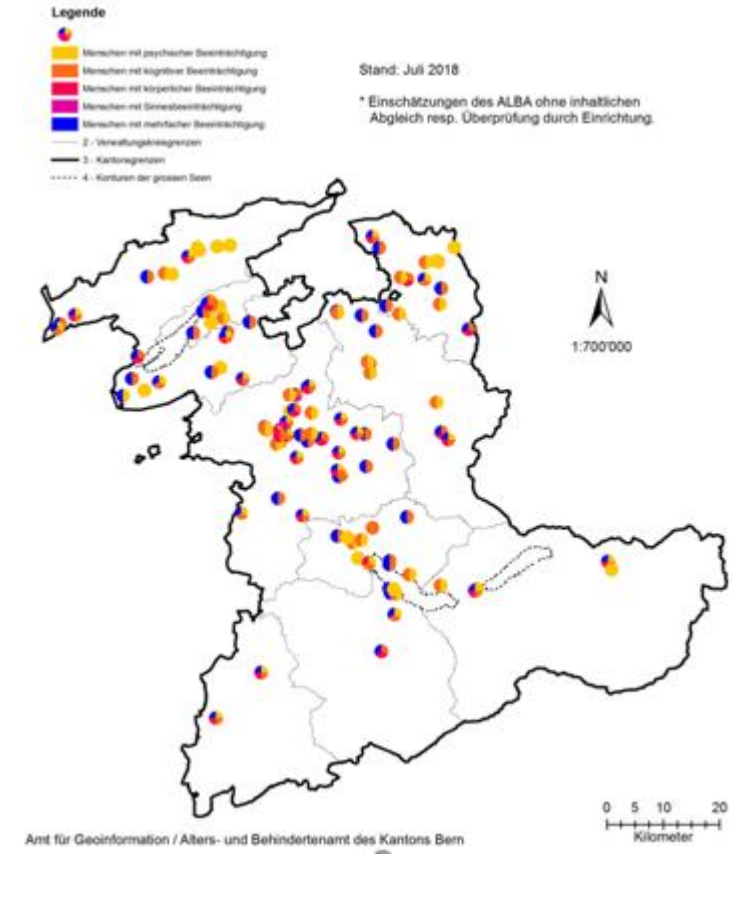 Legende
Menschen mit psychischer Beeinträchtigung
Menschen mit kognitiver Beeinträchtigung
Menschen mit körperlicher Beeinträchtigung
Menschen mit Sinnesbeeinträchtigung
Menschen mit mehrfacher Beeinträchtigung
2 - Verwaltungskreisgrenzen
3 - Kantonsgrenzen
4 - Konturen der grossen Seen
Stand: Juli 2018
* Einschätzungen des ALBA ohne inhaltlichen
Abgleich resp. Überprüfung durch Einrichtung.
N
1:700'000
0 5 10 20
Kilometer
Amt für Geoinformation / Alters- und Behindertenamt des Kantons Bern